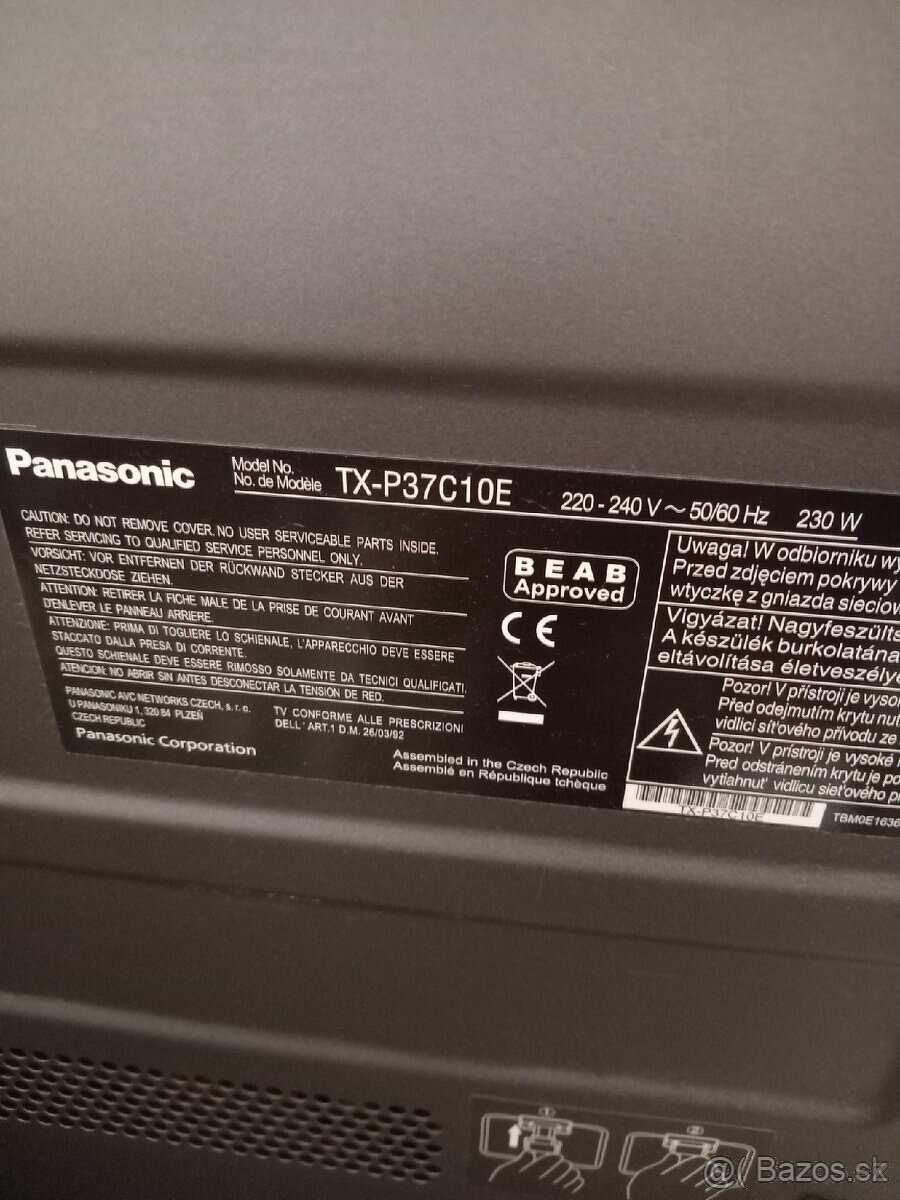 Panasonic
Model No.
No. de Modèle
TX-P37C10E
220 - 240 V ~ 50/60 Hz 230 W
CAUTION: DO NOT REMOVE COVER. NO USER SERVICEABLE PARTS INSIDE.
REFER SERVICING TO QUALIFIED SERVICE PERSONNEL ONLY.
VORSICHT: VOR ENTFERNEN DER RÜCKWAND STECKER AUS DER
NETZSTECKDOSE ZIEHEN.
ATTENTION: RETIRER LA FICHE MALE DE LA PRISE DE COURANT AVANT
D'ENLEVER LE PANNEAU ARRIERE.
ATTENZIONE: PRIMA DI TOGLIERE LO SCHIENALE, L'APPARECCHIO DEVE ESSERE
STACCATO DALLA PRESA DI CORRENTE.
QUESTO SCHIENALE DEVE ESSERE RIMOSSO SOLAMENTE DA TECNICI QUALIFICATI.
ATENCION: NO ABRIR SIN ANTES DESCONECTAR LA TENSION DE RED.
PANASONIC AVC NETWORKS CZECH, s. r. o.
U PANASONIKU 1, 320 84 PLZEŇ
CZECH REPUBLIC
Panasonic Corporation
TV CONFORME ALLE PRESCRIZIONI
DELL' ART.1 D.M. 26/03/92
Assembled in the Czech Republic
Assemblé en République tchèque
BEAB
Approved
CE
Uwaga! W odbiorniku wy
Przed zdjęciem pokrywy
wtyczkę z gniazda sieciow
Vigyázat! Nagyfeszülts
A készülék burkolatána
eltávolítása életveszélye
Pozor! V přístroji je vyso
Před odejmutím krytu nut
vidlici síťového přívodu ze
Pozor! V prístroji je vysoké
Pred odstránením krytu je po
vytiahnuť vidlicu sieťového p
TX-P37C10E
TBM0E1636
1
2
@ Bazos.sk